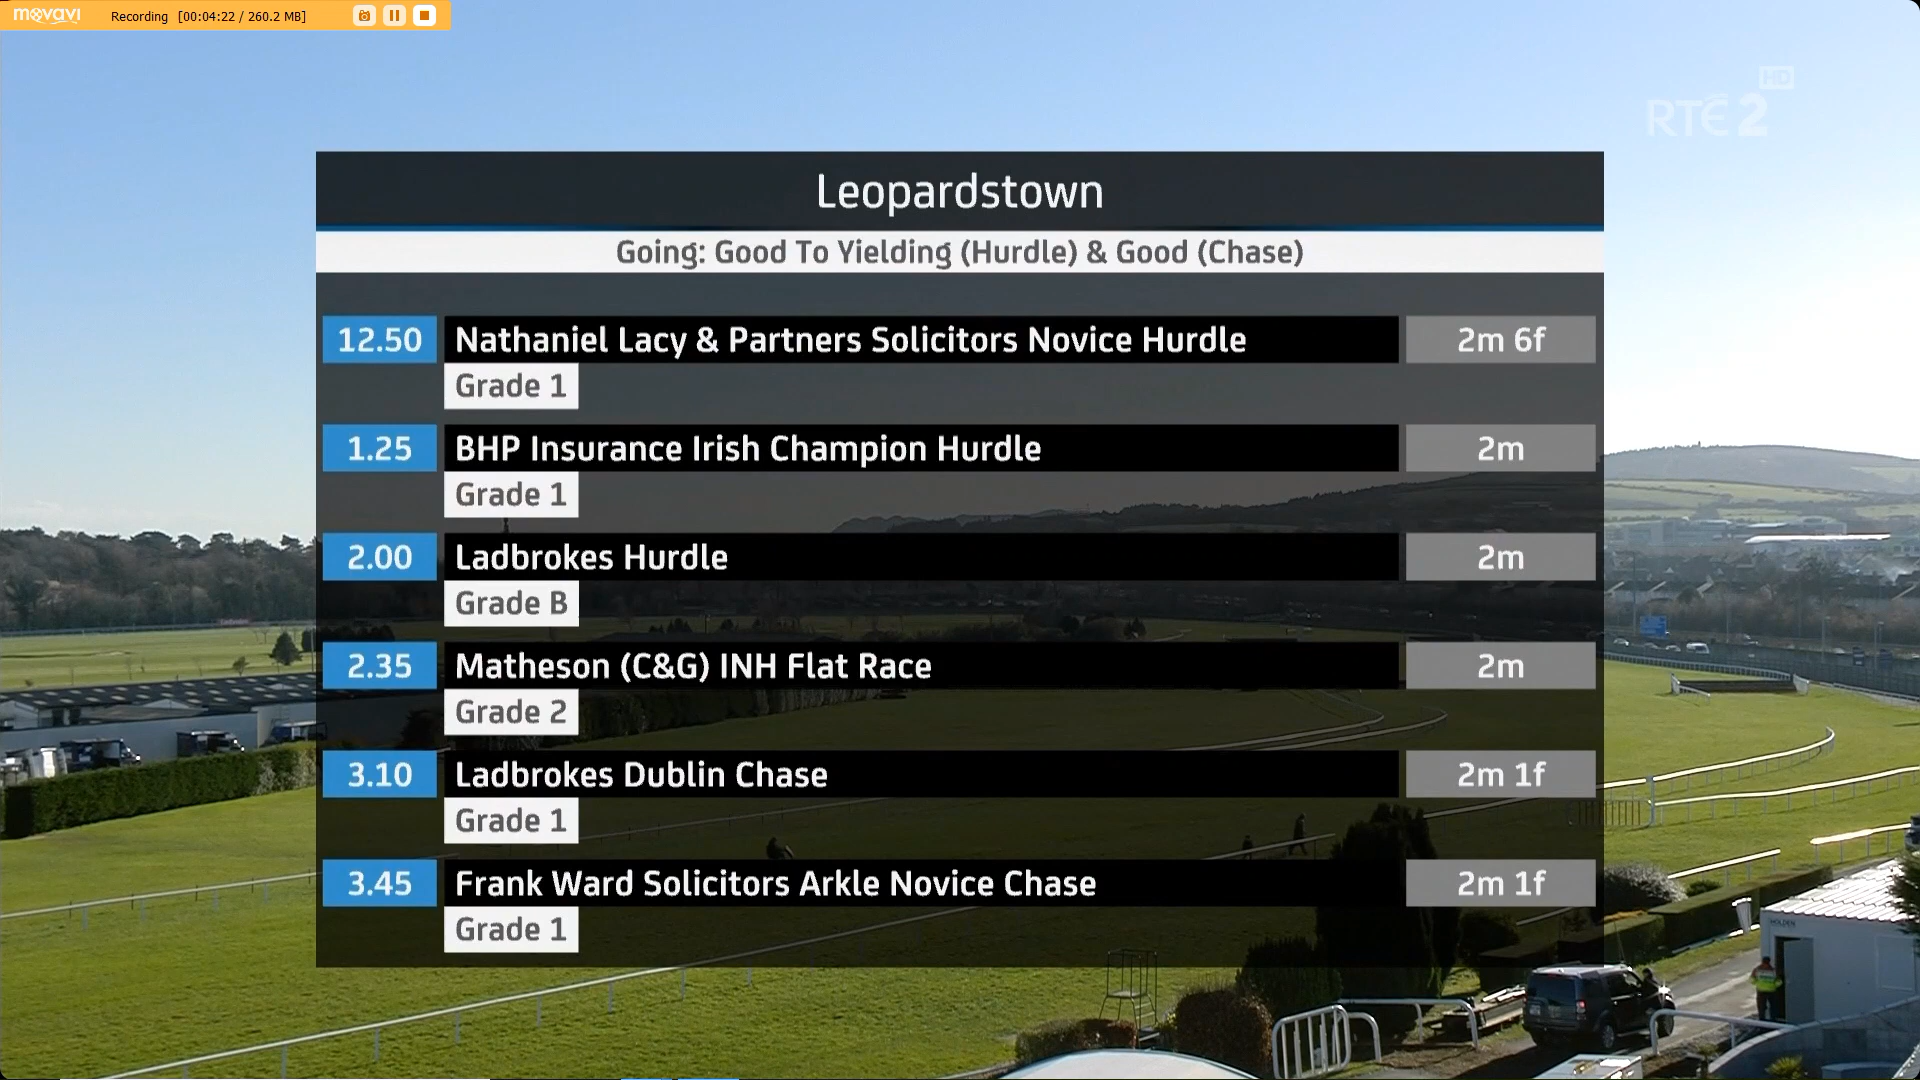 movavi Recording [00:04:22 / 260.2 MB]
HD
RTÉ 2
Leopardstown
Going: Good To Yielding (Hurdle) & Good (Chase)
12.50 Nathaniel Lacy & Partners Solicitors Novice Hurdle 2m 6f
Grade 1
1.25 BHP Insurance Irish Champion Hurdle 2m
Grade 1
2.00 Ladbrokes Hurdle 2m
Grade B
2.35 Matheson (C&G) INH Flat Race 2m
Grade 2
3.10 Ladbrokes Dublin Chase 2m 1f
Grade 1
3.45 Frank Ward Solicitors Arkle Novice Chase 2m 1f
Grade 1